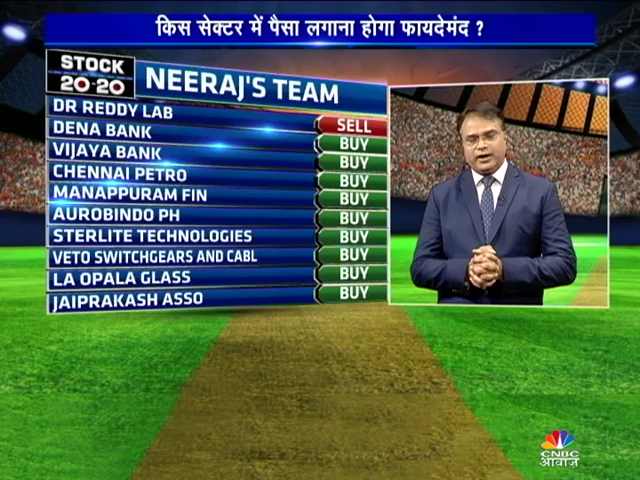 किस सेक्टर में पैसा लगाना होगा फायदेमंद ?
STOCK
20-20
NEERAJ'S TEAM
DR REDDY LAB SELL
DENA BANK BUY
VIJAYA BANK BUY
CHENNAI PETRO BUY
MANAPPURAM FIN BUY
AUROBINDO PH BUY
STERLITE TECHNOLOGIES BUY
VETO SWITCHGEARS AND CABL BUY
LA OPALA GLASS BUY
JAIPRAKASH ASSO BUY
CNBC
आवाज़